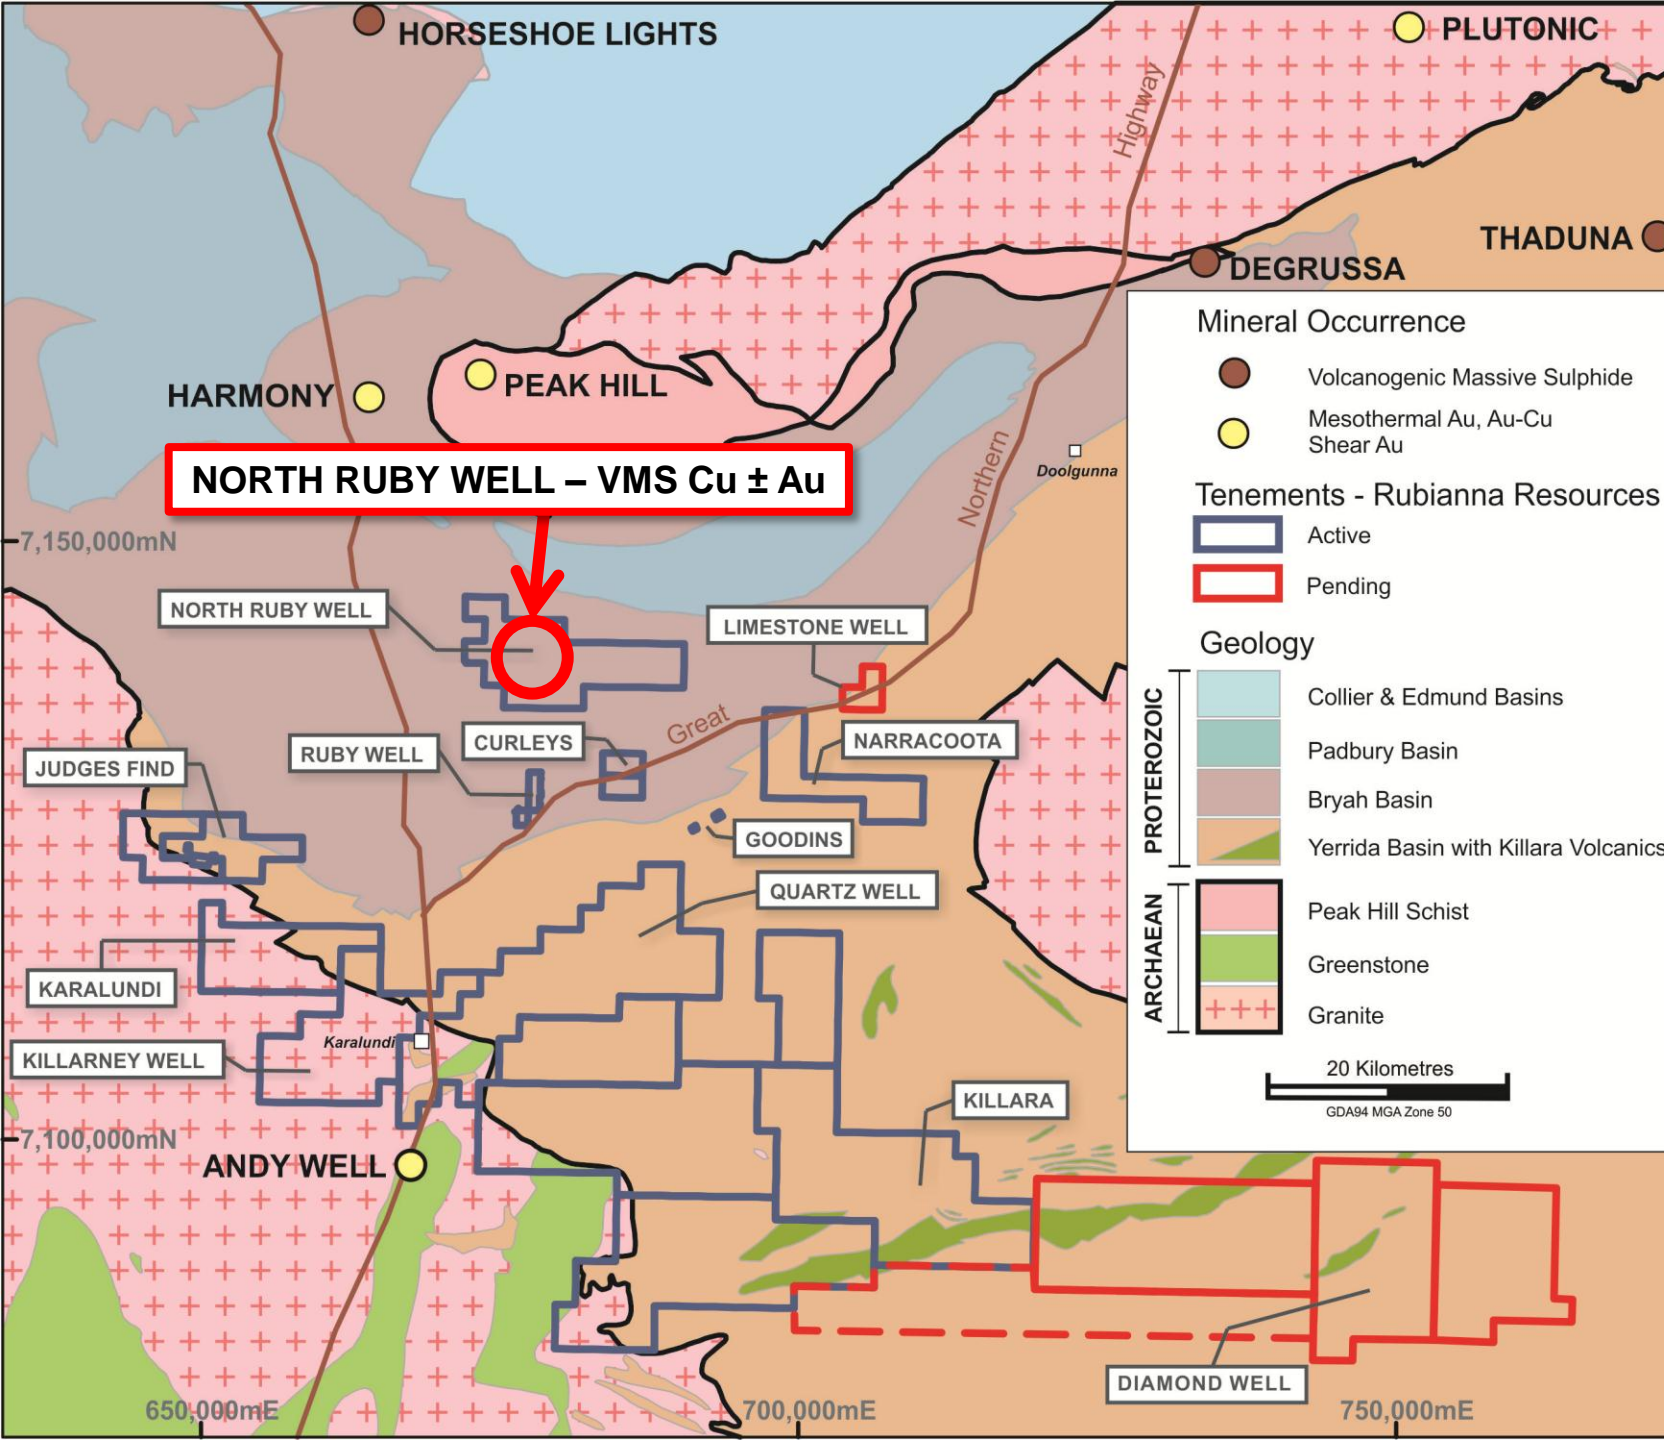 HORSESHOE LIGHTS
PLUTONIC
Highway
THADUNA
DEGRUSSA
HARMONY
PEAK HILL
NORTH RUBY WELL – VMS Cu ± Au
Northern
Doolgunna
7,150,000mN
NORTH RUBY WELL
LIMESTONE WELL
Great
CURLEYS
RUBY WELL
NARRACOOTA
JUDGES FIND
GOODINS
QUARTZ WELL
KARALUNDI
Karalundi
KILLARNEY WELL
KILLARA
7,100,000mN
ANDY WELL
DIAMOND WELL
650,000mE
700,000mE
750,000mE
Mineral Occurrence
Volcanogenic Massive Sulphide
Mesothermal Au, Au-Cu
Shear Au
Tenements - Rubianna Resources
Active
Pending
Geology
PROTEROZOIC
Collier & Edmund Basins
Padbury Basin
Bryah Basin
Yerrida Basin with Killara Volcanics
ARCHAEAN
Peak Hill Schist
Greenstone
Granite
20 Kilometres
GDA94 MGA Zone 50